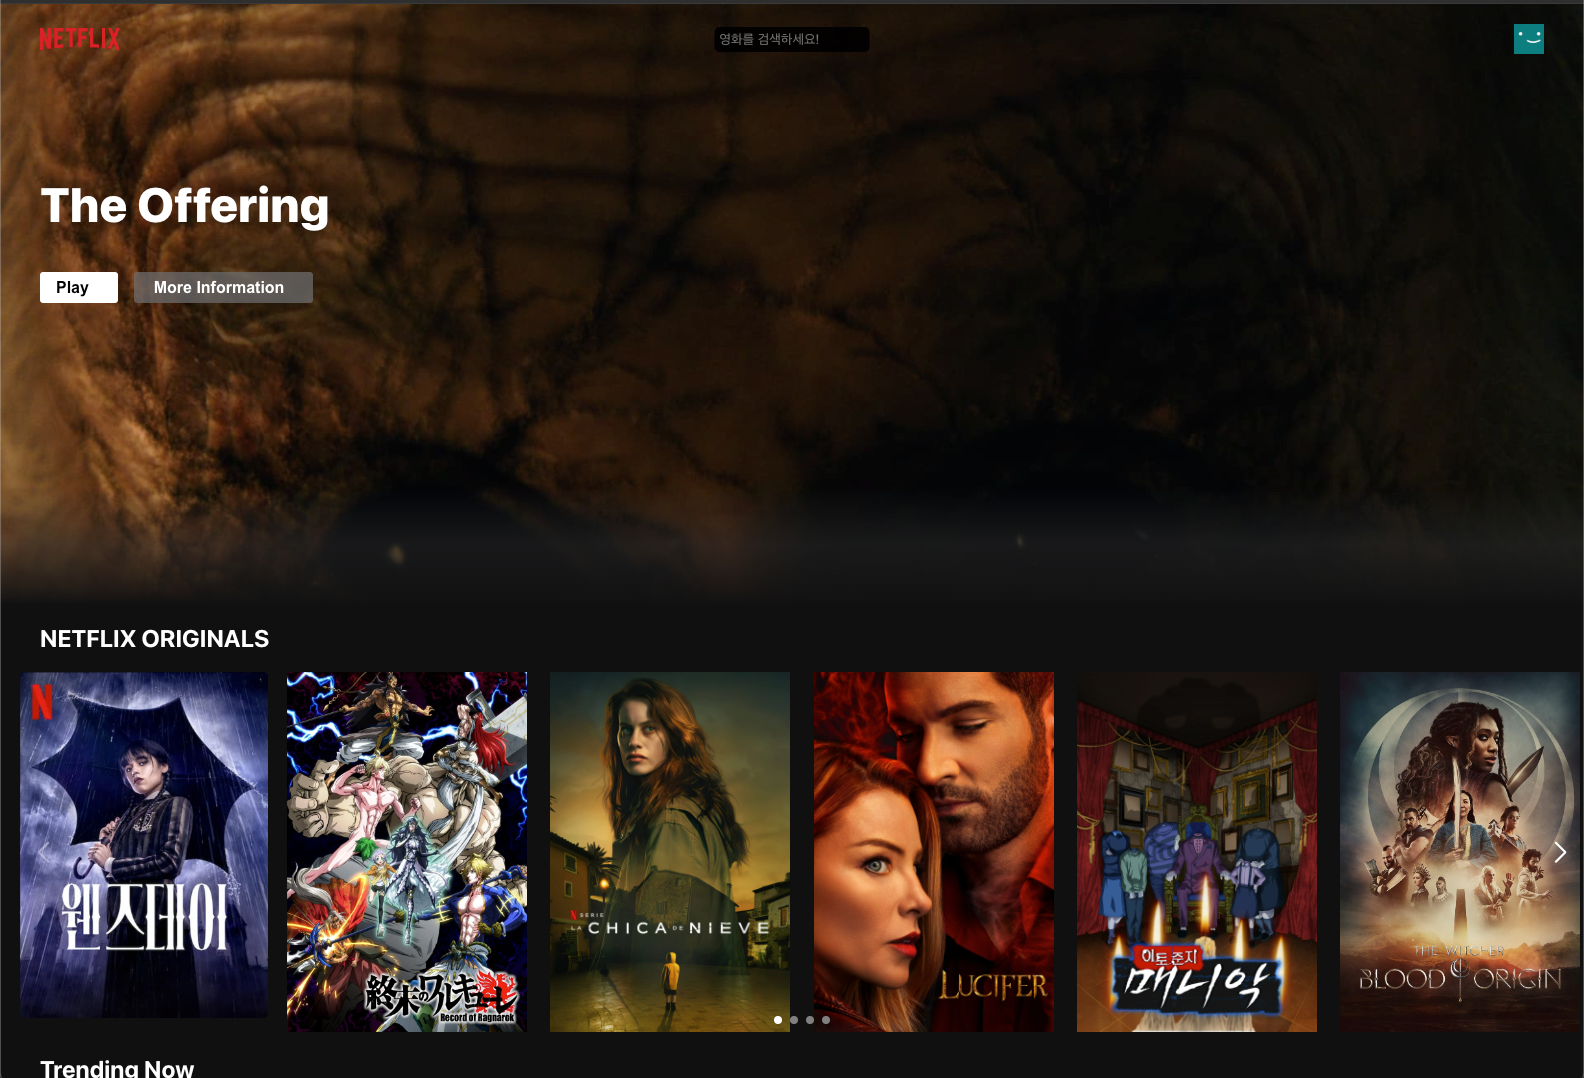 NETFLIX
영화를 검색하세요!
The Offering
Play
More Information
NETFLIX ORIGINALS
N
웬즈데이
終末のワルキューレ
Record of Ragnarok
N SERIE
LA CHICA DE NIEVE
LUCIFER
이토 준지
매니악
THE WITCHER
BLOOD ORIGIN
Trending Now